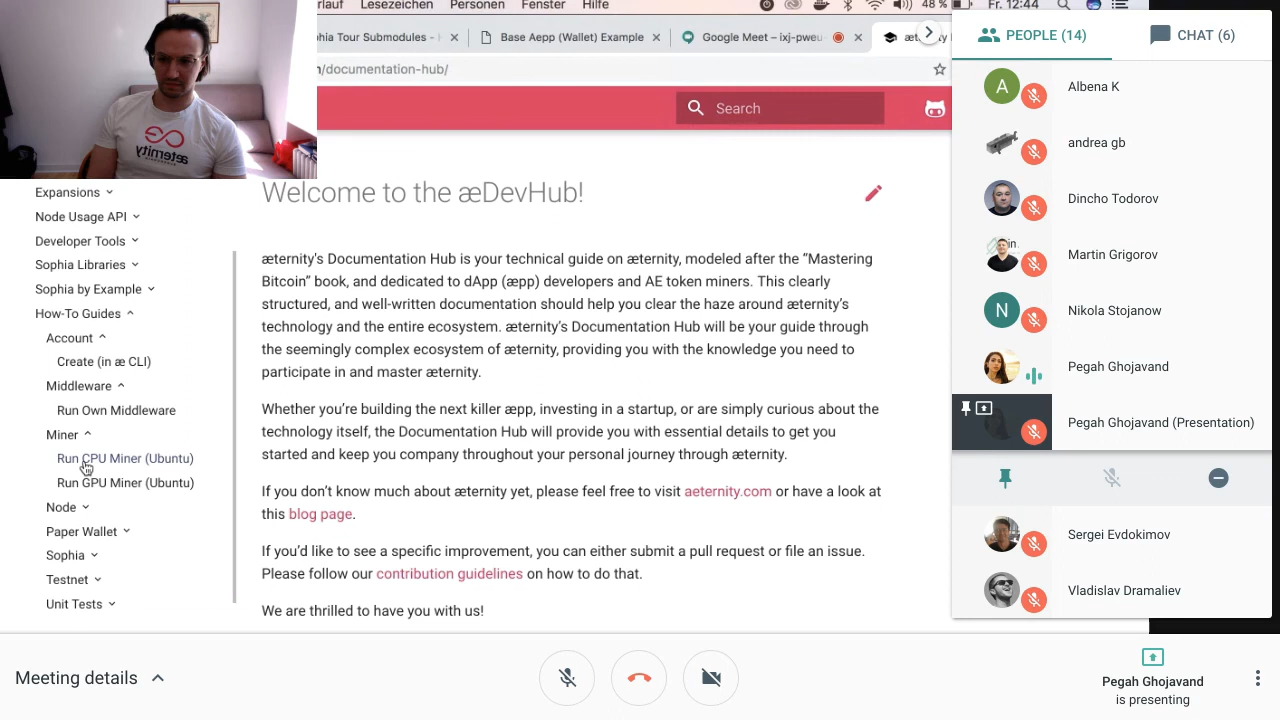 rlauf Lesezeichen Personen Fenster Hilfe 48 % Fr. 12:44
phia Tour Submodules -
Base Aepp (Wallet) Example
Google Meet – ixj-pweu
/documentation-hub/
Search
æternity
Expansions
Node Usage API
Developer Tools
Sophia Libraries
Sophia by Example
How-To Guides
Account
Create (in æ CLI)
Middleware
Run Own Middleware
Miner
Run CPU Miner (Ubuntu)
Run GPU Miner (Ubuntu)
Node
Paper Wallet
Sophia
Testnet
Unit Tests
Welcome to the æDevHub!
æternity's Documentation Hub is your technical guide on æternity, modeled after the “Mastering
Bitcoin” book, and dedicated to dApp (æpp) developers and AE token miners. This clearly
structured, and well-written documentation should help you clear the haze around æternity’s
technology and the entire ecosystem. æternity’s Documentation Hub will be your guide through
the seemingly complex ecosystem of æternity, providing you with the knowledge you need to
participate in and master æternity.
Whether you’re building the next killer æpp, investing in a startup, or are simply curious about the
technology itself, the Documentation Hub will provide you with essential details to get you
started and keep you company throughout your personal journey through æternity.
If you don’t know much about æternity yet, please feel free to visit aeternity.com or have a look at
this blog page.
If you’d like to see a specific improvement, you can either submit a pull request or file an issue.
Please follow our contribution guidelines on how to do that.
We are thrilled to have you with us!
PEOPLE (14)
CHAT (6)
A
Albena K
andrea gb
Dincho Todorov
in.
Martin Grigorov
N
Nikola Stojanow
Pegah Ghojavand
Pegah Ghojavand (Presentation)
Sergei Evdokimov
Vladislav Dramaliev
Meeting details
Pegah Ghojavand
is presenting